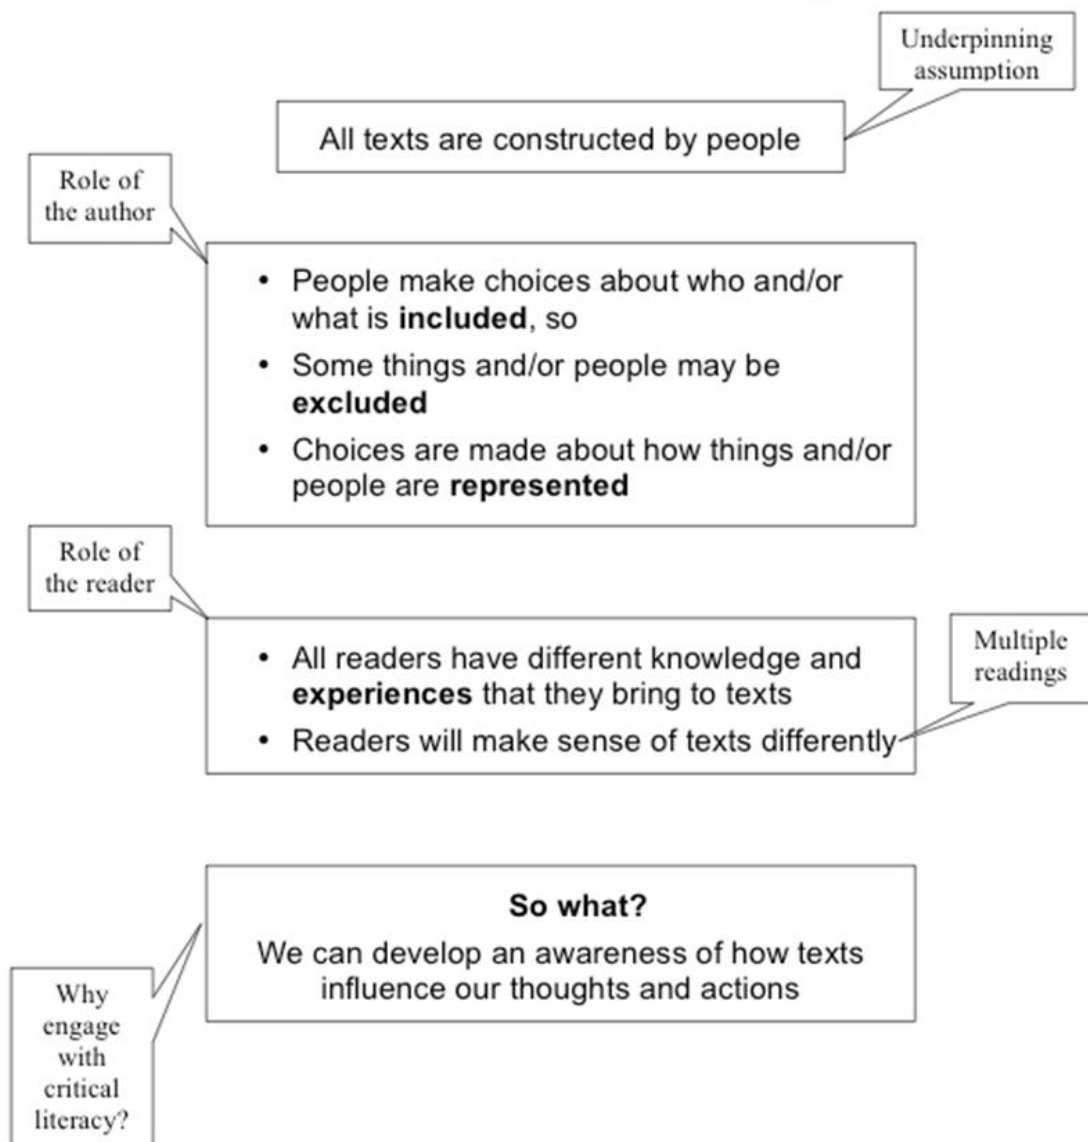 Underpinning
assumption
All texts are constructed by people
Role of
the author
• People make choices about who and/or
what is included, so
• Some things and/or people may be
excluded
• Choices are made about how things and/or
people are represented
Role of
the reader
• All readers have different knowledge and
experiences that they bring to texts
• Readers will make sense of texts differently
Multiple
readings
So what?
We can develop an awareness of how texts
influence our thoughts and actions
Why
engage
with
critical
literacy?